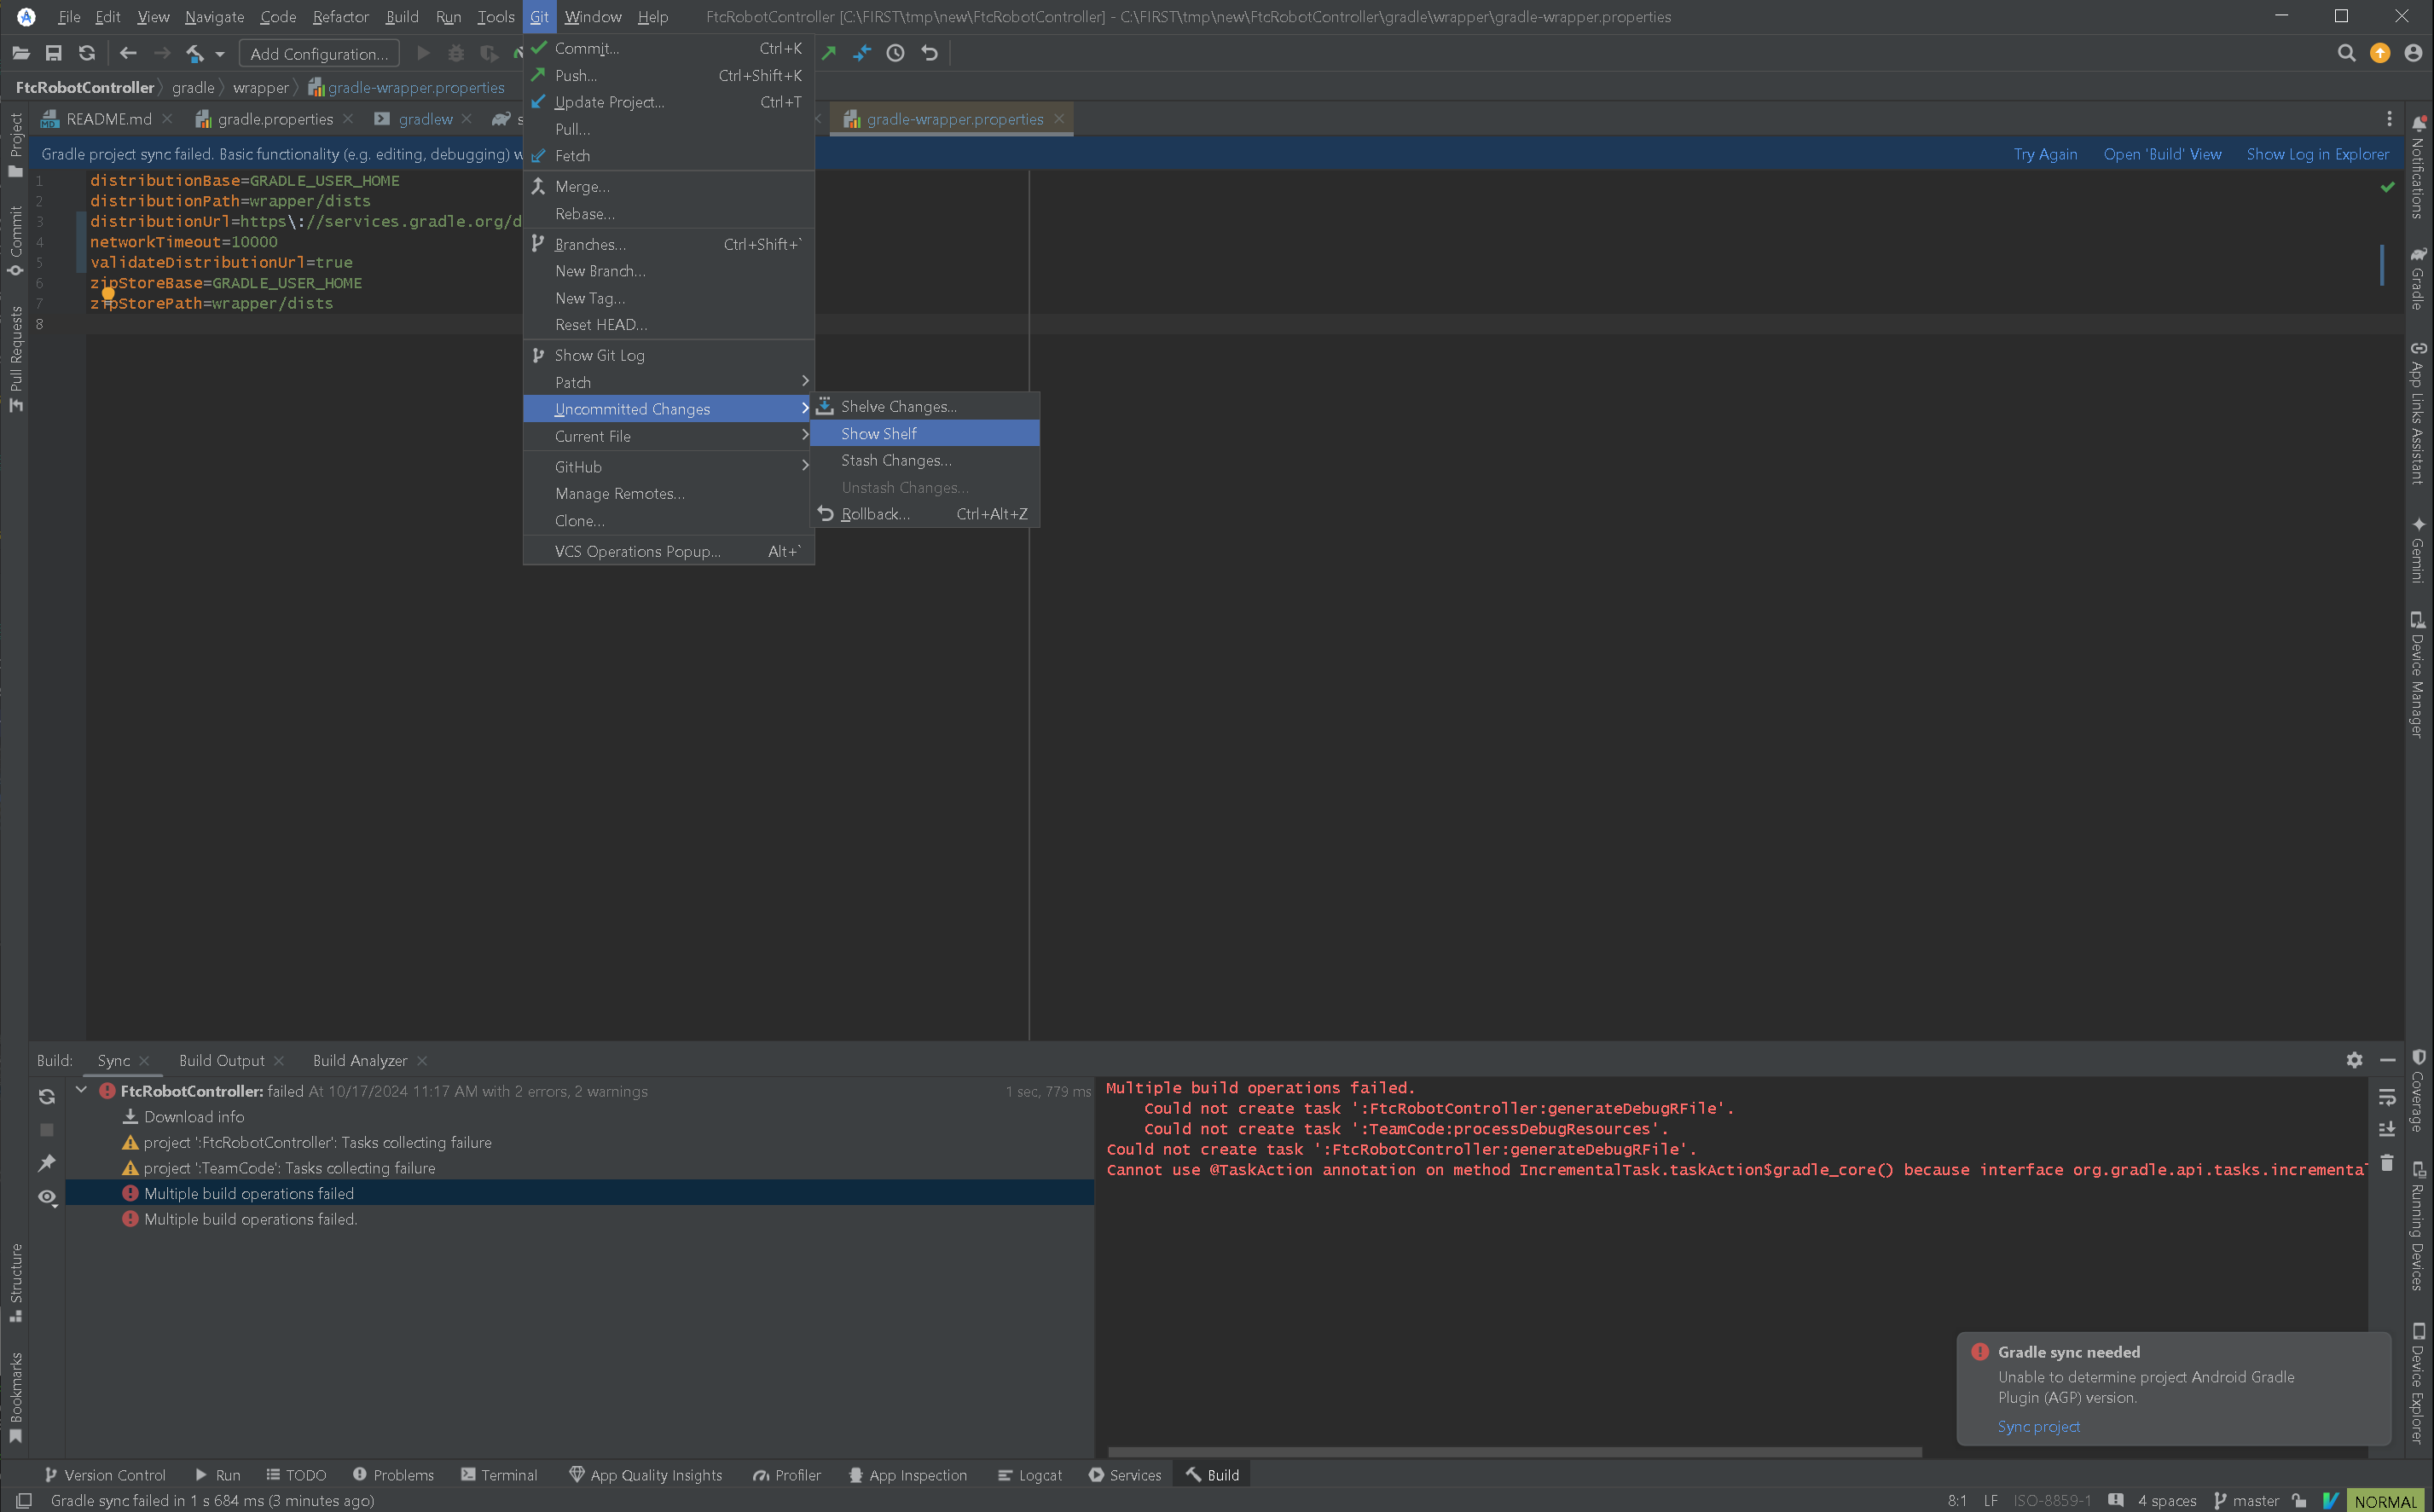 File Edit View Navigate Code Refactor Build Run Tools Git Window Help FtcRobotController [C:\FIRST\tmp\new\FtcRobotController] - C:\FIRST\tmp\new\FtcRobotController\gradle\wrapper\gradle-wrapper.properties
Add Configuration...
FtcRobotController gradle wrapper gradle-wrapper.properties
README.md gradle.properties gradlew s gradle-wrapper.properties
Gradle project sync failed. Basic functionality (e.g. editing, debugging) w Try Again Open 'Build' View Show Log in Explorer
1 distributionBase=GRADLE_USER_HOME
2 distributionPath=wrapper/dists
3 distributionUrl=https\://services.gradle.org/d
4 networkTimeout=10000
5 validateDistributionUrl=true
6 zipStoreBase=GRADLE_USER_HOME
7 zipStorePath=wrapper/dists
8
Commit... Ctrl+K
Push... Ctrl+Shift+K
Update Project... Ctrl+T
Pull...
Fetch
Merge...
Rebase...
Branches... Ctrl+Shift+`
New Branch...
New Tag...
Reset HEAD...
Show Git Log
Patch
Uncommitted Changes
Current File
GitHub
Manage Remotes...
Clone...
VCS Operations Popup... Alt+`
Shelve Changes...
Show Shelf
Stash Changes...
Unstash Changes...
Rollback... Ctrl+Alt+Z
Project
Commit
Pull Requests
Structure
Bookmarks
Notifications
Gradle
App Links Assistant
Gemini
Device Manager
Coverage
Running Devices
Device Explorer
Build: Sync Build Output Build Analyzer
FtcRobotController: failed At 10/17/2024 11:17 AM with 2 errors, 2 warnings 1 sec, 779 ms
Download info
project ':FtcRobotController': Tasks collecting failure
project ':TeamCode': Tasks collecting failure
Multiple build operations failed
Multiple build operations failed.
Multiple build operations failed.
Could not create task ':FtcRobotController:generateDebugRFile'.
Could not create task ':TeamCode:processDebugResources'.
Could not create task ':FtcRobotController:generateDebugRFile'.
Cannot use @TaskAction annotation on method IncrementalTask.taskAction$gradle_core() because interface org.gradle.api.tasks.incremental
Gradle sync needed
Unable to determine project Android Gradle
Plugin (AGP) version.
Sync project
Version Control Run TODO Problems Terminal App Quality Insights Profiler App Inspection Logcat Services Build
Gradle sync failed in 1 s 684 ms (3 minutes ago) 8:1 LF ISO-8859-1 4 spaces master NORMAL